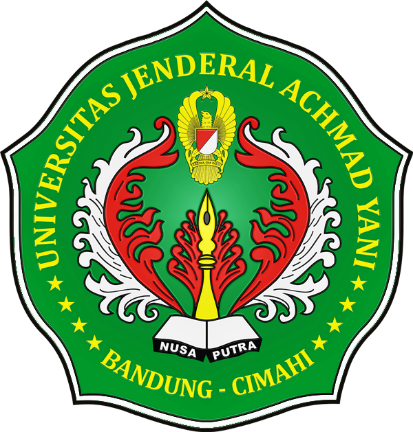 UNIVERSITAS JENDERAL ACHMAD YANI
NUSA PUTRA
BANDUNG - CIMAHI